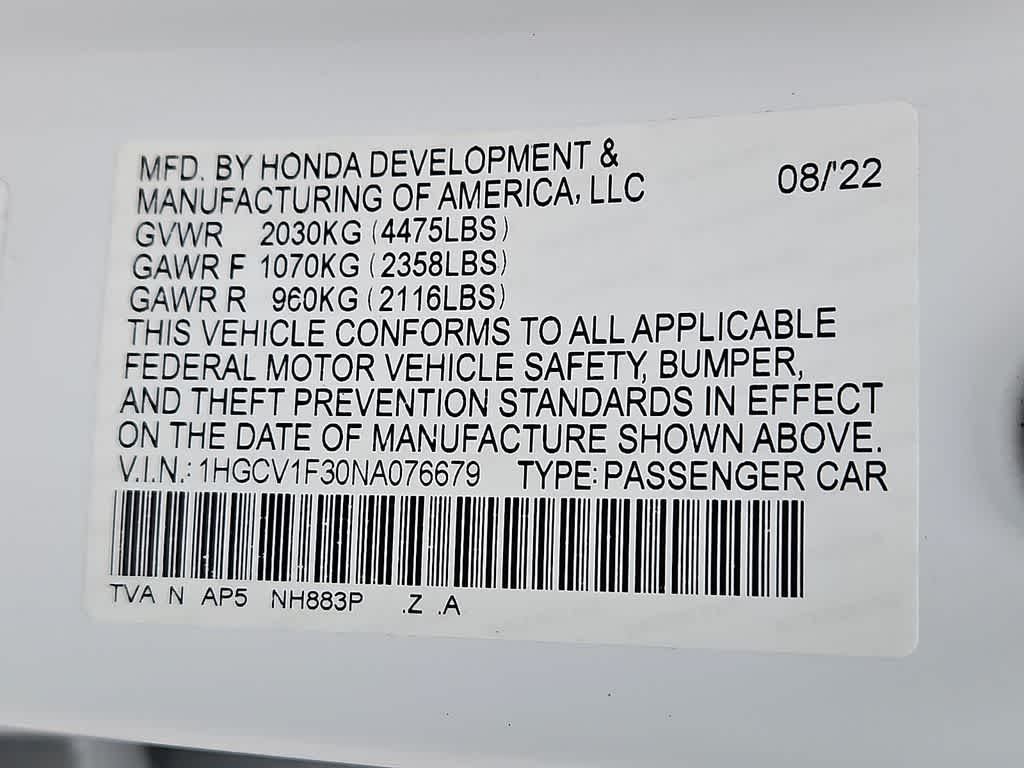 MFD. BY HONDA DEVELOPMENT &
MANUFACTURING OF AMERICA, LLC
08/'22
GVWR 2030KG (4475LBS)
GAWR F 1070KG (2358LBS)
GAWR R 960KG (2116LBS)
THIS VEHICLE CONFORMS TO ALL APPLICABLE
FEDERAL MOTOR VEHICLE SAFETY, BUMPER,
AND THEFT PREVENTION STANDARDS IN EFFECT
ON THE DATE OF MANUFACTURE SHOWN ABOVE.
V.I.N.: 1HGCV1F30NA076679 TYPE: PASSENGER CAR
TVA N AP5 NH883P .Z .A